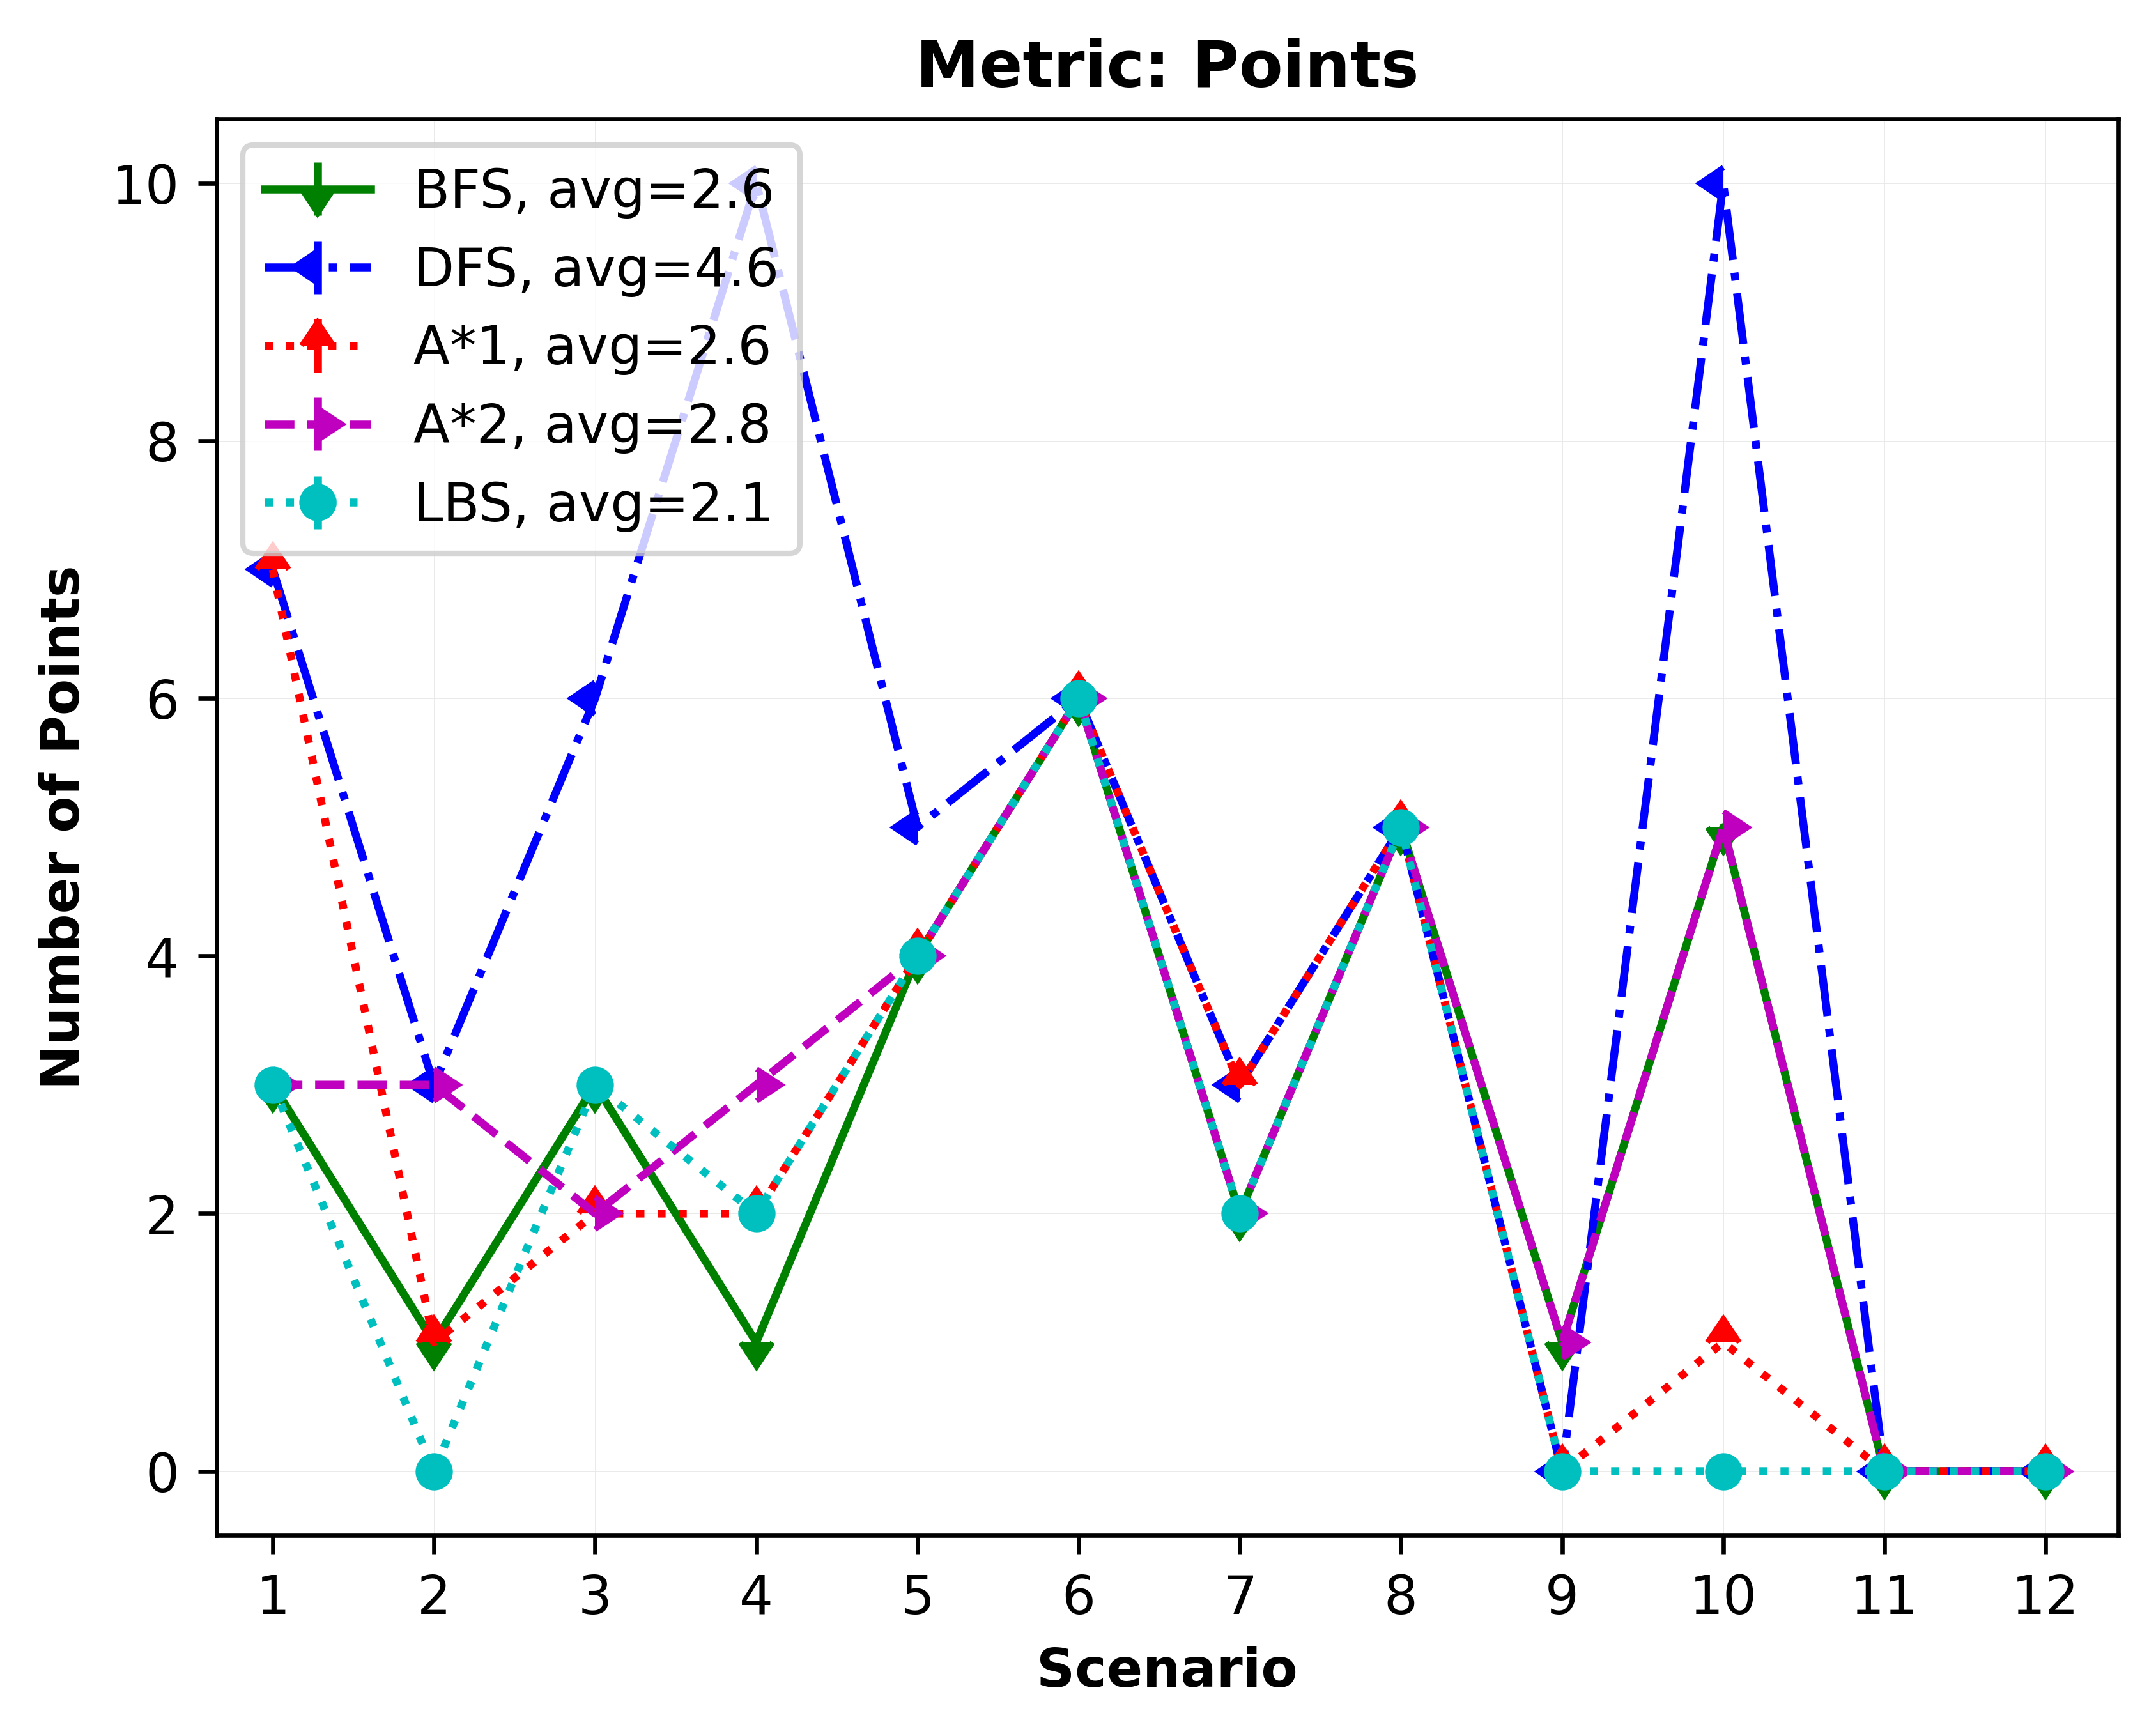 Metric: Points
BFS, avg=2.6
DFS, avg=4.6
A*1, avg=2.6
A*2, avg=2.8
LBS, avg=2.1
Number of Points
10
8
6
4
2
0
1 2 3 4 5 6 7 8 9 10 11 12
Scenario